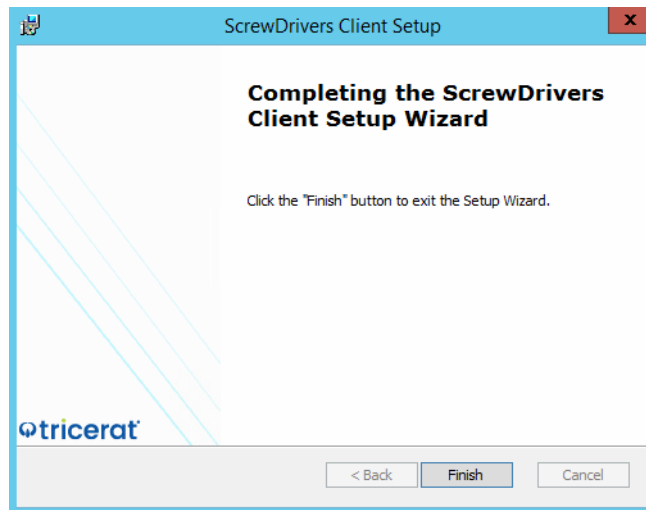 ScrewDrivers Client Setup
x
Completing the ScrewDrivers
Client Setup Wizard
Click the "Finish" button to exit the Setup Wizard.
tricerat
< Back
Finish
Cancel